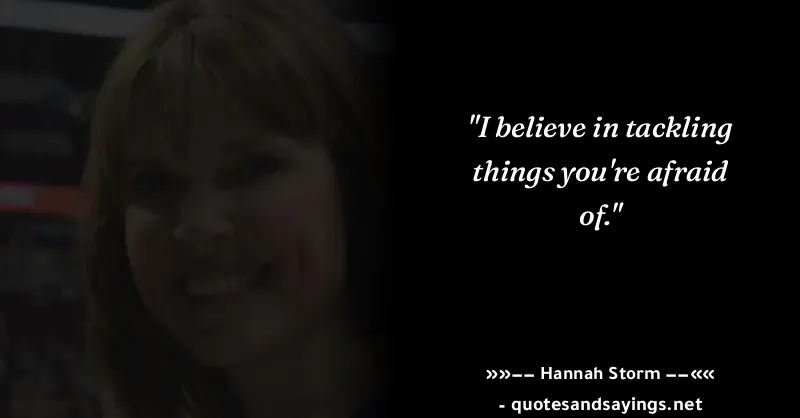 "I believe in tackling
things you're afraid
of."
»»–– Hannah Storm ––««
- quotesandsayings.net